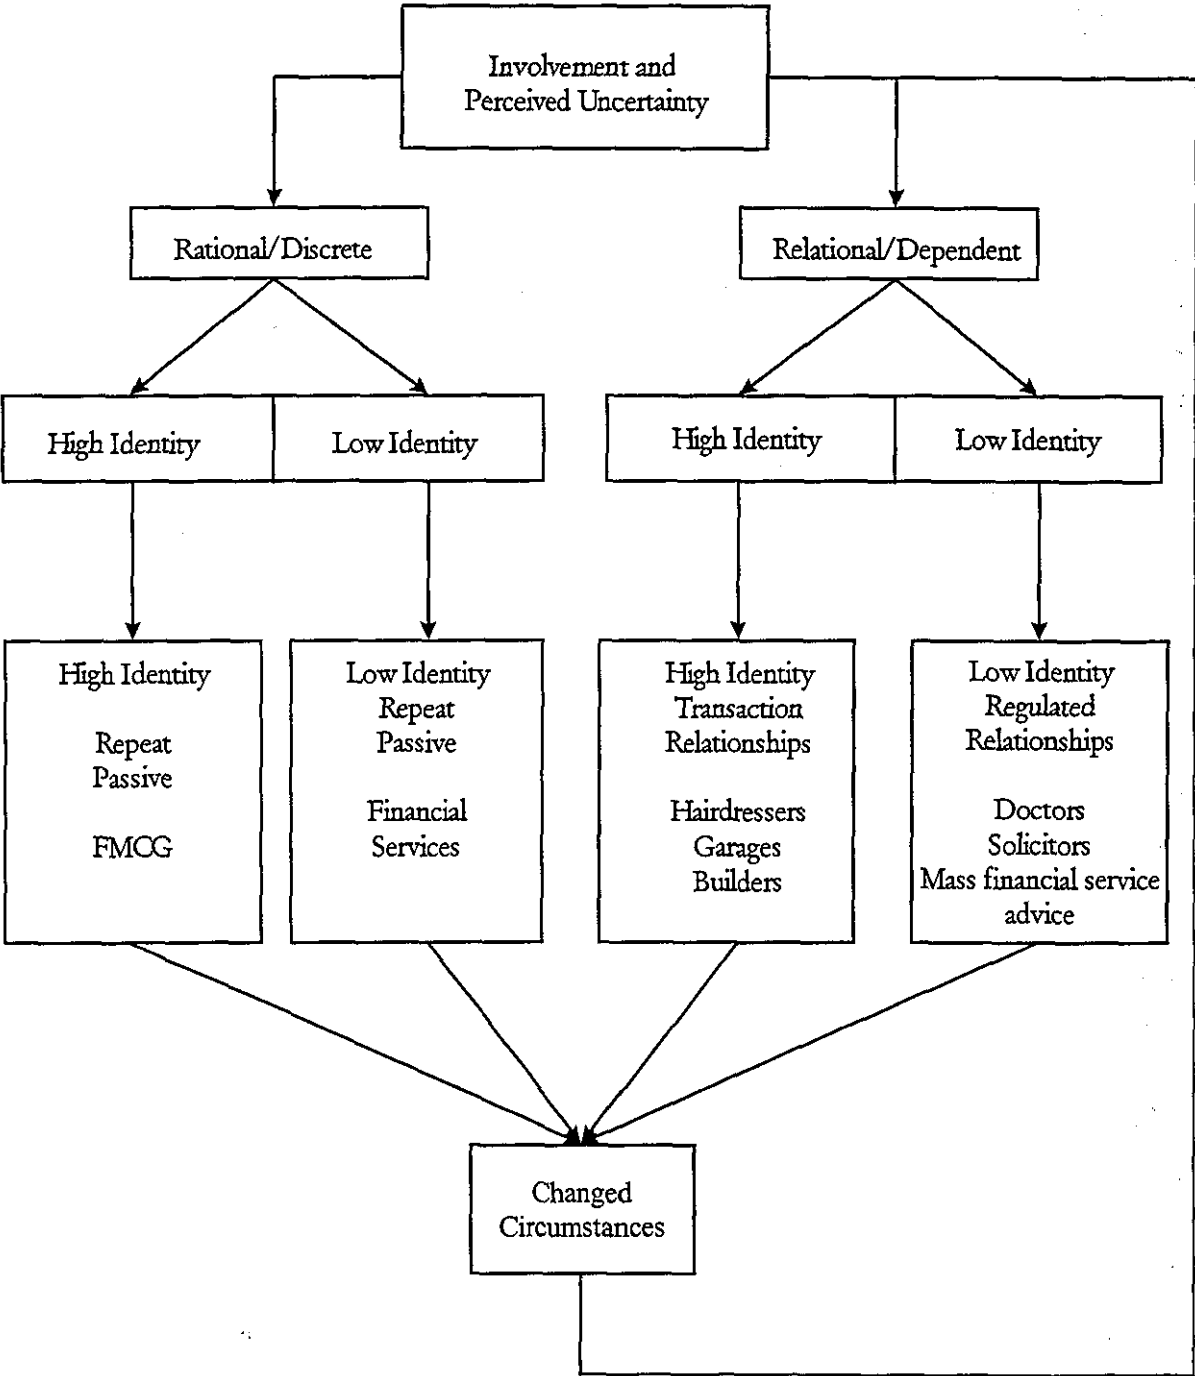 Involvement and
Perceived Uncertainty
Rational/Discrete
Relational/Dependent
High Identity
Low Identity
High Identity
Low Identity
High Identity
Repeat
Passive
FMCG
Low Identity
Repeat
Passive
Financial
Services
High Identity
Transaction
Relationships
Hairdressers
Garages
Builders
Low Identity
Regulated
Relationships
Doctors
Solicitors
Mass financial service
advice
Changed
Circumstances